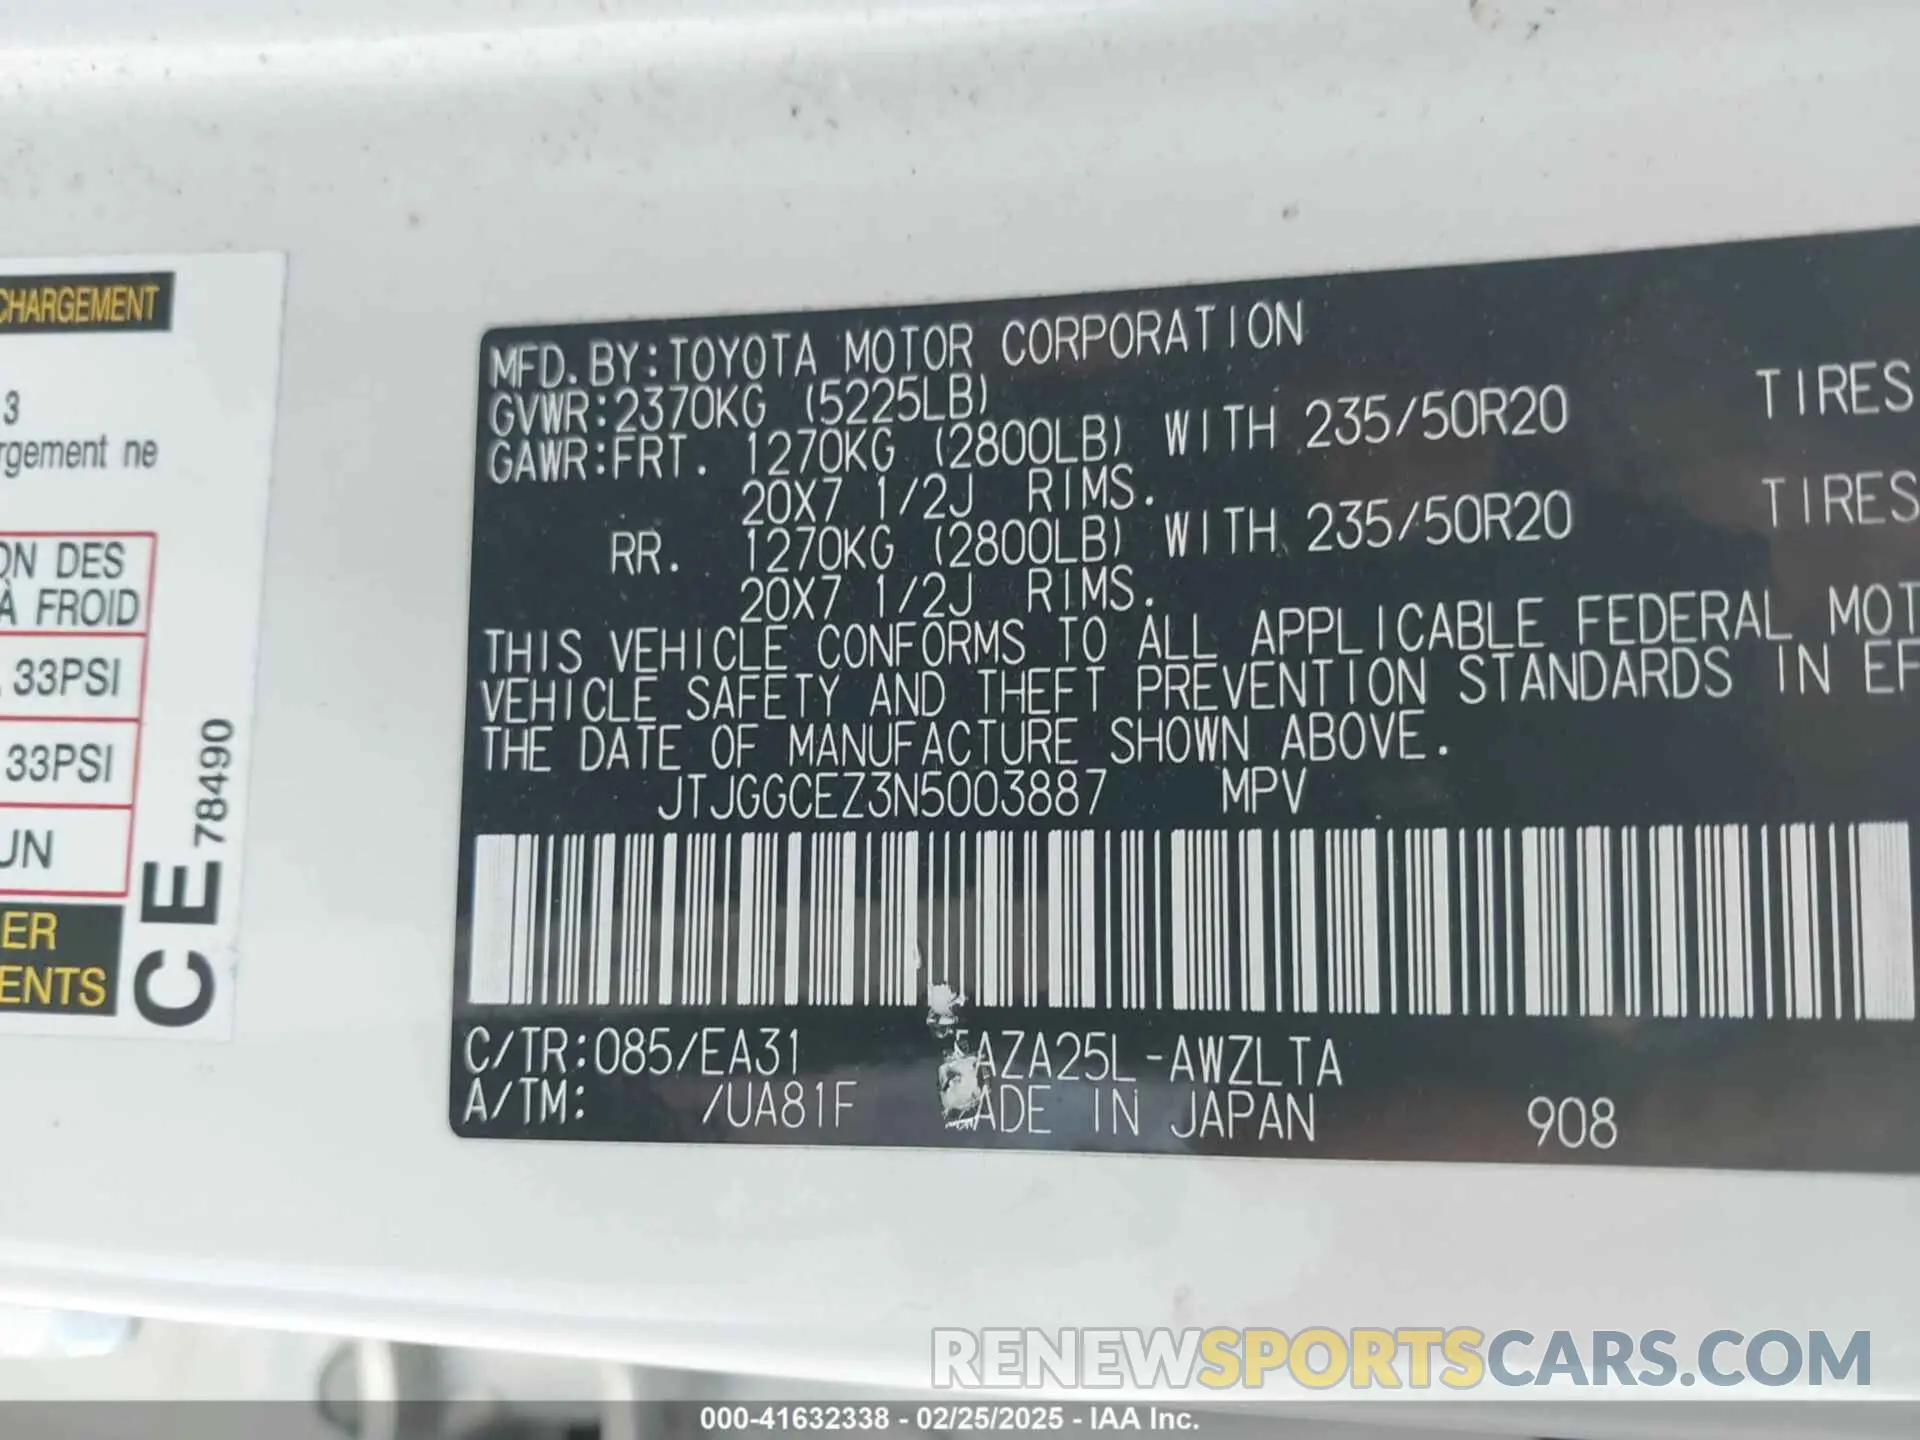 CHARGEMENT
3
rgement ne
ON DES
À FROID
33PSI
33PSI
UN
ER
ENTS
CE 78490
MFD. BY: TOYOTA MOTOR CORPORATION
GVWR: 2370KG (5225LB)
GAWR: FRT. 1270KG (2800LB) WITH 235/50R20 TIRES
20X7 1/2J RIMS.
RR. 1270KG (2800LB) WITH 235/50R20 TIRES
20X7 1/2J RIMS.
THIS VEHICLE CONFORMS TO ALL APPLICABLE FEDERAL MOT
VEHICLE SAFETY AND THEFT PREVENTION STANDARDS IN EF
THE DATE OF MANUFACTURE SHOWN ABOVE.
JTJGGCEZ3N5003887 MPV
C/TR: 085/EA31 AZA25L-AWZLTA
A/TM: /UA81F ADE IN JAPAN 908
RENEWSPORTSCARS.COM
000-41632338 - 02/25/2025 - IAA Inc.